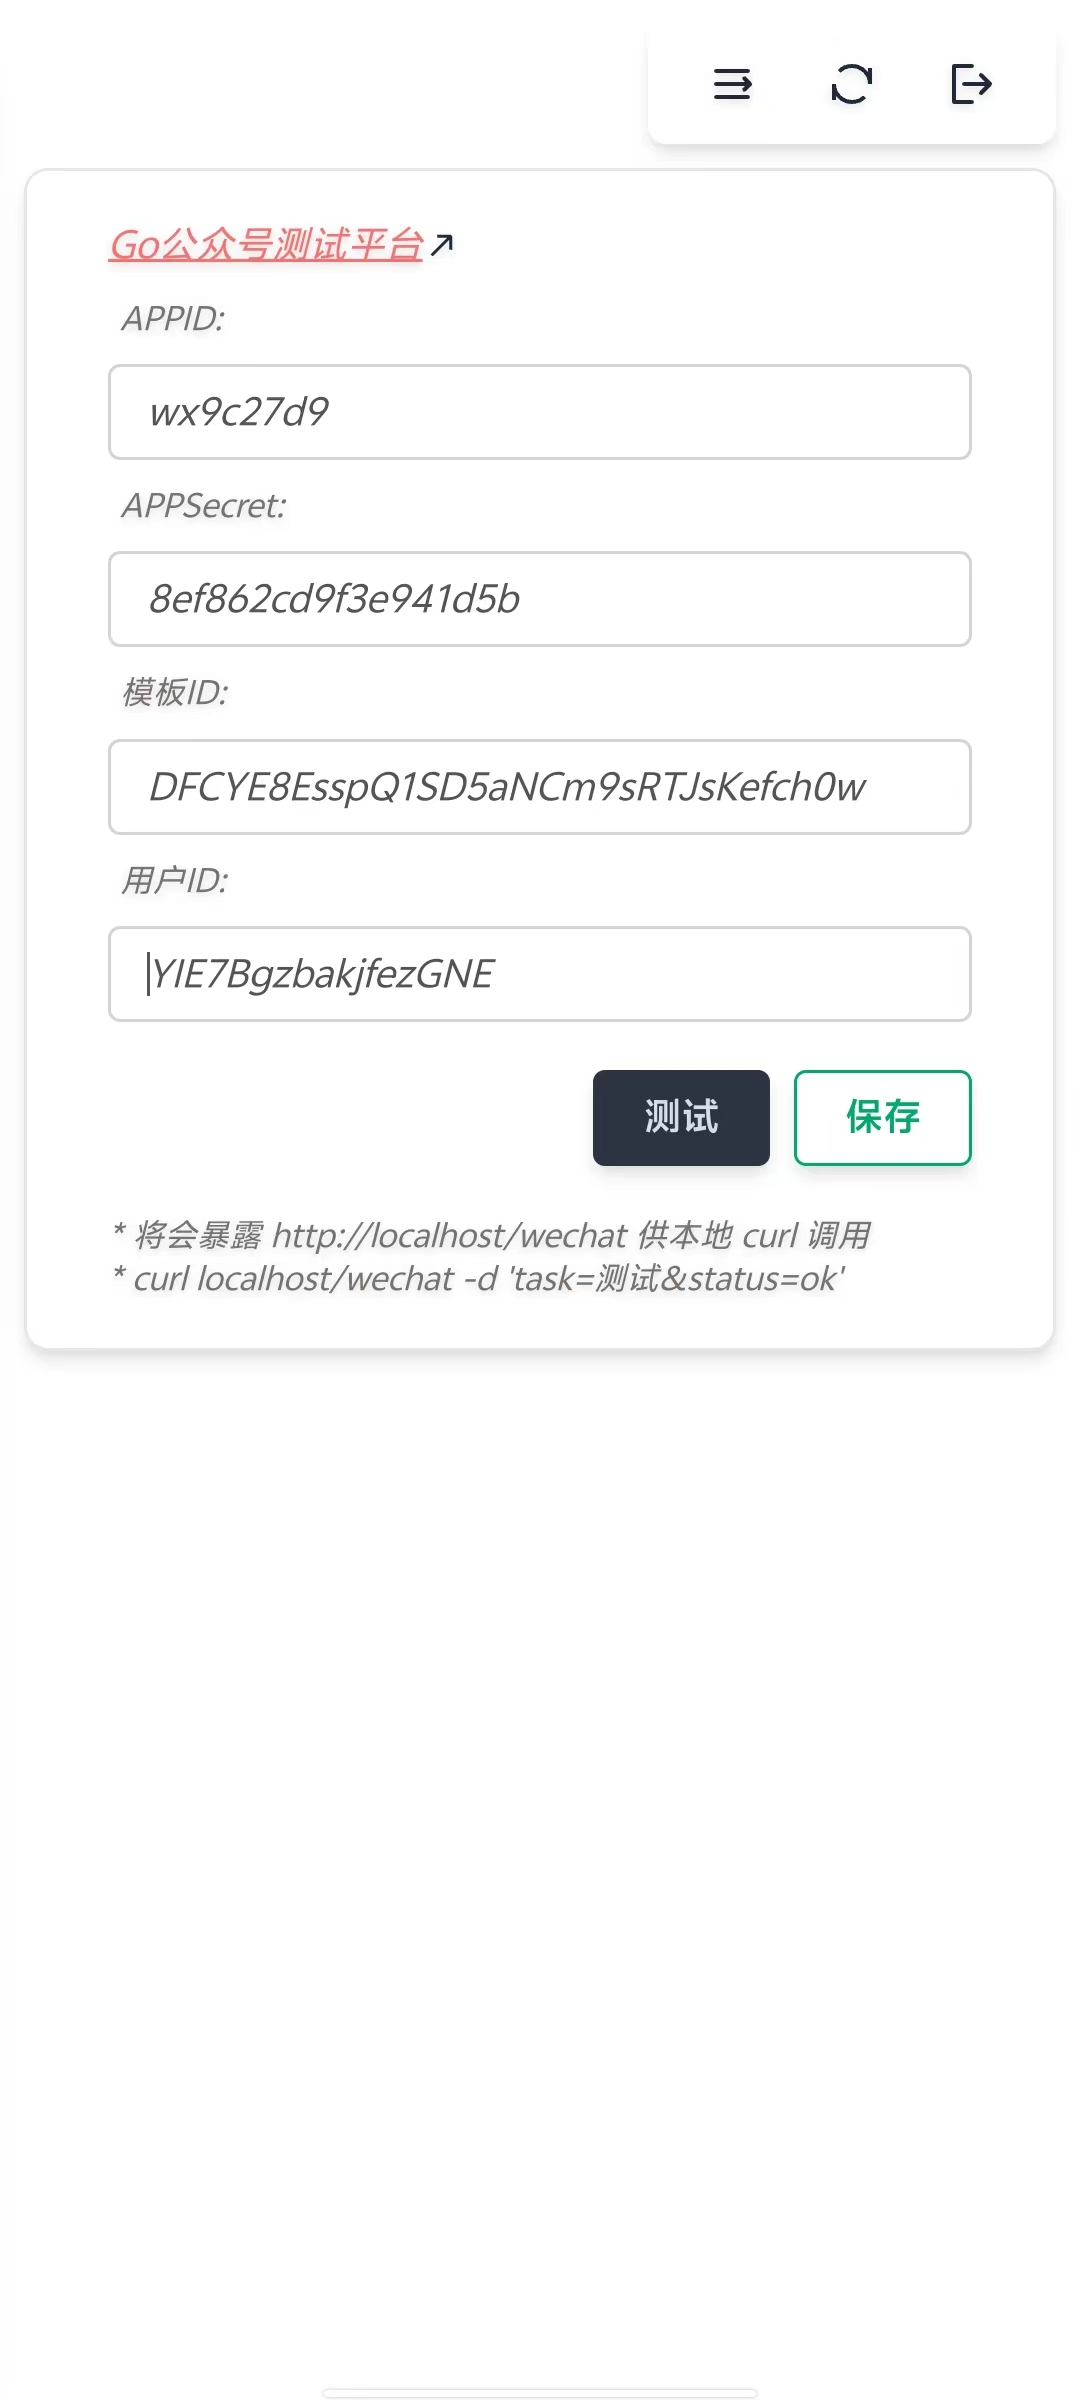 Go公众号测试平台
APPID:
wx9c27d9
APPSecret:
8ef862cd9f3e941d5b
模板ID:
DFCYE8EsspQ1SD5aNCm9sRTJsKefch0w
用户ID:
YIE7BgzbakjfezGNE
测试 保存
* 将会暴露 http://localhost/wechat 供本地 curl 调用
* curl localhost/wechat -d 'task=测试&status=ok'